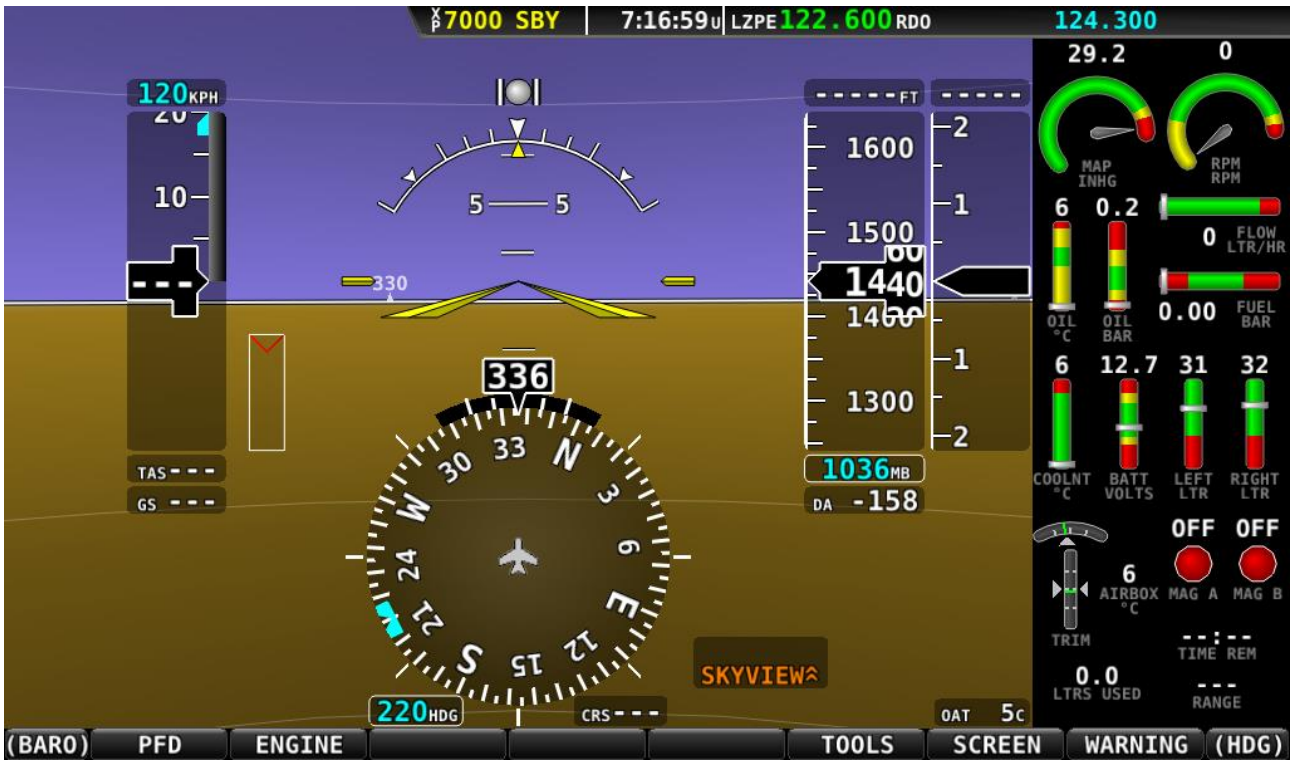 XP 7000 SBY 7:16:59U LZPE 122.600 RDO 124.300
120KPH
20
10
---
TAS ---
GS ---
5 5
330
336
33 N 3 6 E 12 15 S 21 24 W 30
220HDG
CRS ---
SKYVIEW
-----FT
-----
1600
1500
60
1440
1400
1300
1036MB
DA -158
2
1
1
2
OAT 5C
29.2 0
MAP RPM
INHG RPM
6 0.2
0 FLOW
LTR/HR
0.00 FUEL
BAR
OIL OIL
°C BAR
6 12.7 31 32
COOLNT BATT LEFT RIGHT
°C VOLTS LTR LTR
OFF OFF
6
AIRBOX MAG A MAG B
°C
TRIM
--:--
TIME REM
0.0
LTRS USED
---
RANGE
(BARO) PFD ENGINE TOOLS SCREEN WARNING (HDG)